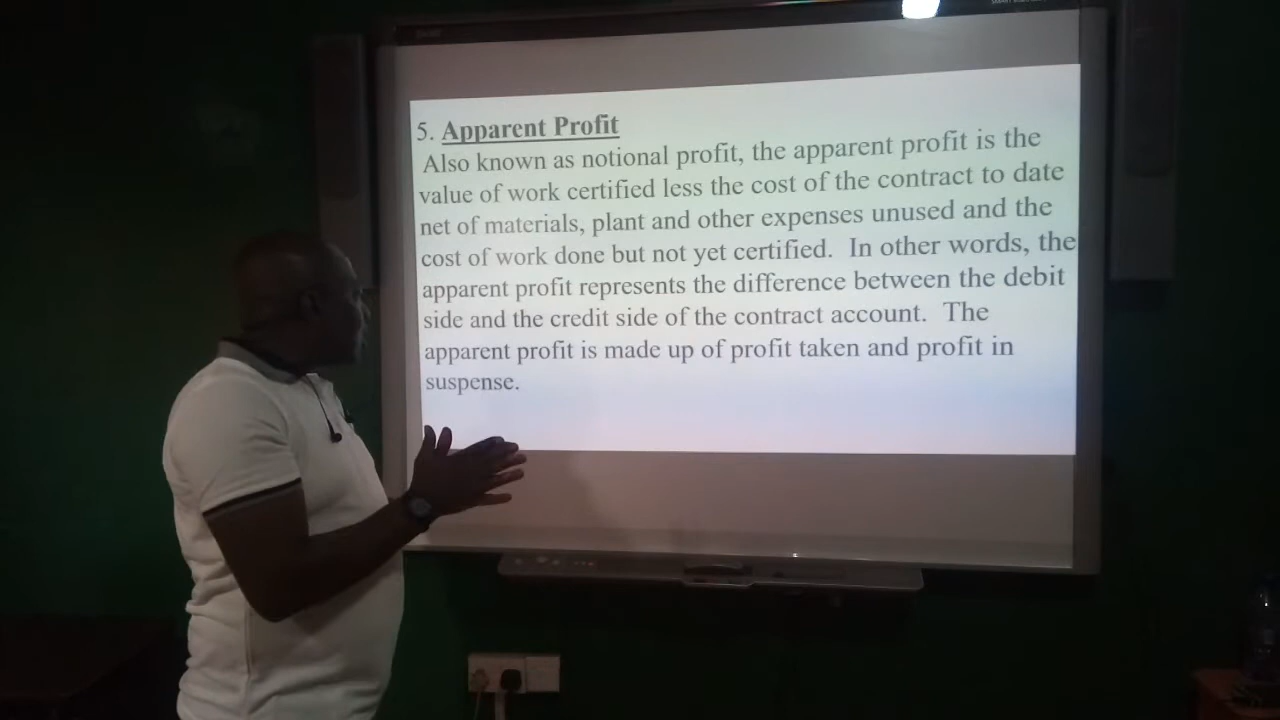 5. Apparent Profit
Also known as notional profit, the apparent profit is the
value of work certified less the cost of the contract to date
net of materials, plant and other expenses unused and the
cost of work done but not yet certified. In other words, the
apparent profit represents the difference between the debit
side and the credit side of the contract account. The
apparent profit is made up of profit taken and profit in
suspense.